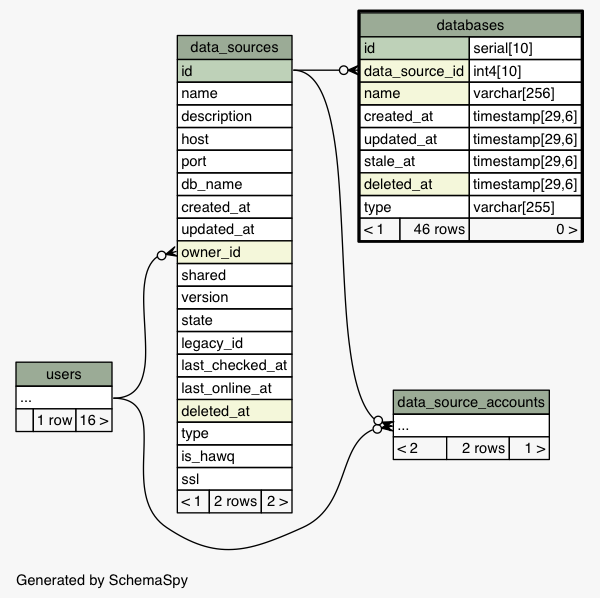 databases
id serial[10]
data_source_id int4[10]
name varchar[256]
created_at timestamp[29,6]
updated_at timestamp[29,6]
stale_at timestamp[29,6]
deleted_at timestamp[29,6]
type varchar[255]
< 1 46 rows 0 >
data_sources
id
name
description
host
port
db_name
created_at
updated_at
owner_id
shared
version
state
legacy_id
last_checked_at
last_online_at
deleted_at
type
is_hawq
ssl
< 1 2 rows 2 >
users
...
1 row 16 >
data_source_accounts
...
< 2 2 rows 1 >
Generated by SchemaSpy